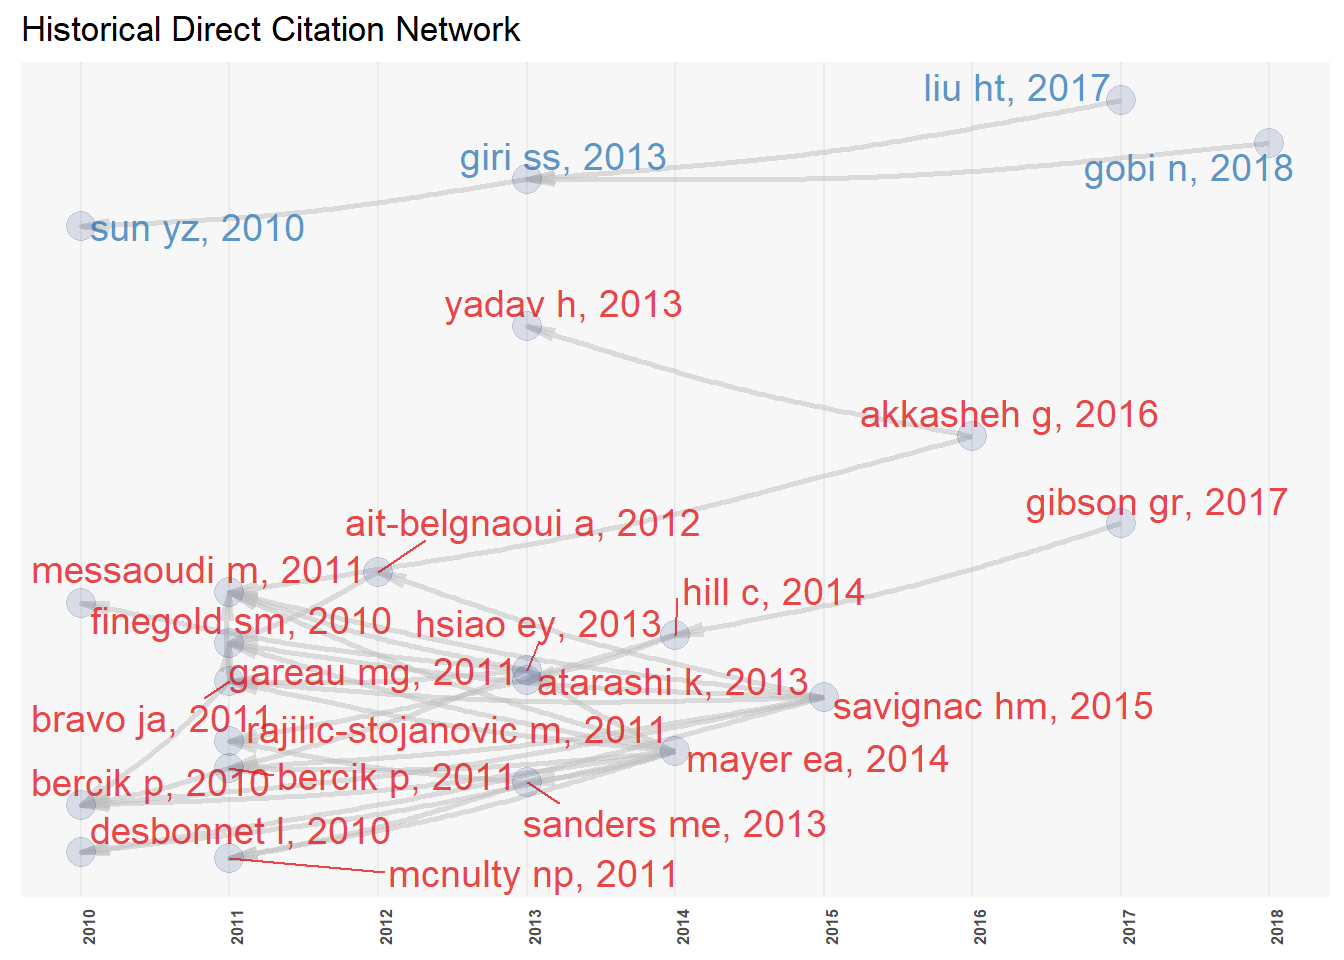 Historical Direct Citation Network
liu ht, 2017
giri ss, 2013
gobi n, 2018
sun yz, 2010
yadav h, 2013
akkasheh g, 2016
gibson gr, 2017
ait-belgnaoui a, 2012
messaoudi m, 2011
hill c, 2014
finegold sm, 2010
hsiao ey, 2013
gareau mg, 2011
atarashi k, 2013
savignac hm, 2015
bravo ja, 2011
rajilic-stojanovic m, 2011
mayer ea, 2014
bercik p, 2010
bercik p, 2011
sanders me, 2013
desbonnet l, 2010
mcnulty np, 2011
2010
2011
2012
2013
2014
2015
2016
2017
2018